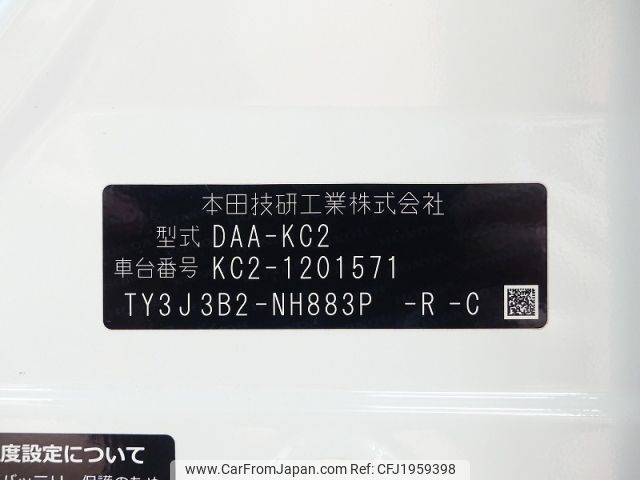 本田技研工業株式会社
型式 DAA-KC2
車台番号 KC2-1201571
TY3J3B2-NH883P -R -C
度設定について
www.CarFromJapan.com - CFJ1959398